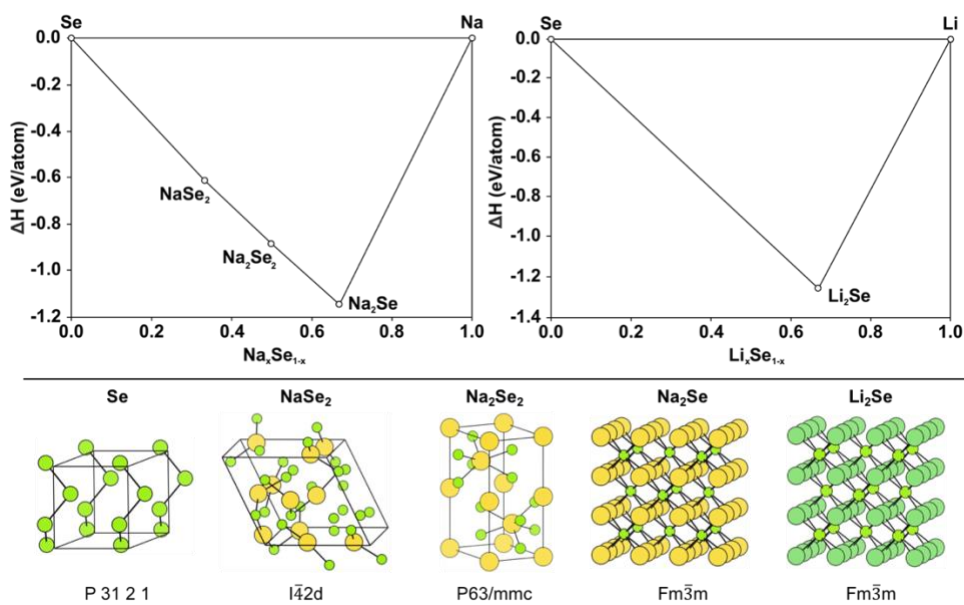 Se Na
0.0
-0.2
-0.4
-0.6
-0.8
-1.0
-1.2
ΔH (eV/atom)
NaSe₂
Na₂Se₂
Na₂Se
0.0 0.2 0.4 0.6 0.8 1.0
NaₓSe₁₋ₓ
Se Li
0.0
-0.2
-0.4
-0.6
-0.8
-1.0
-1.2
-1.4
ΔH (eV/atom)
Li₂Se
0.0 0.2 0.4 0.6 0.8 1.0
LiₓSe₁₋ₓ
Se NaSe₂ Na₂Se₂ Na₂Se Li₂Se
P 31 2 1 I4̅2d P63/mmc Fm3̅m Fm3̅m